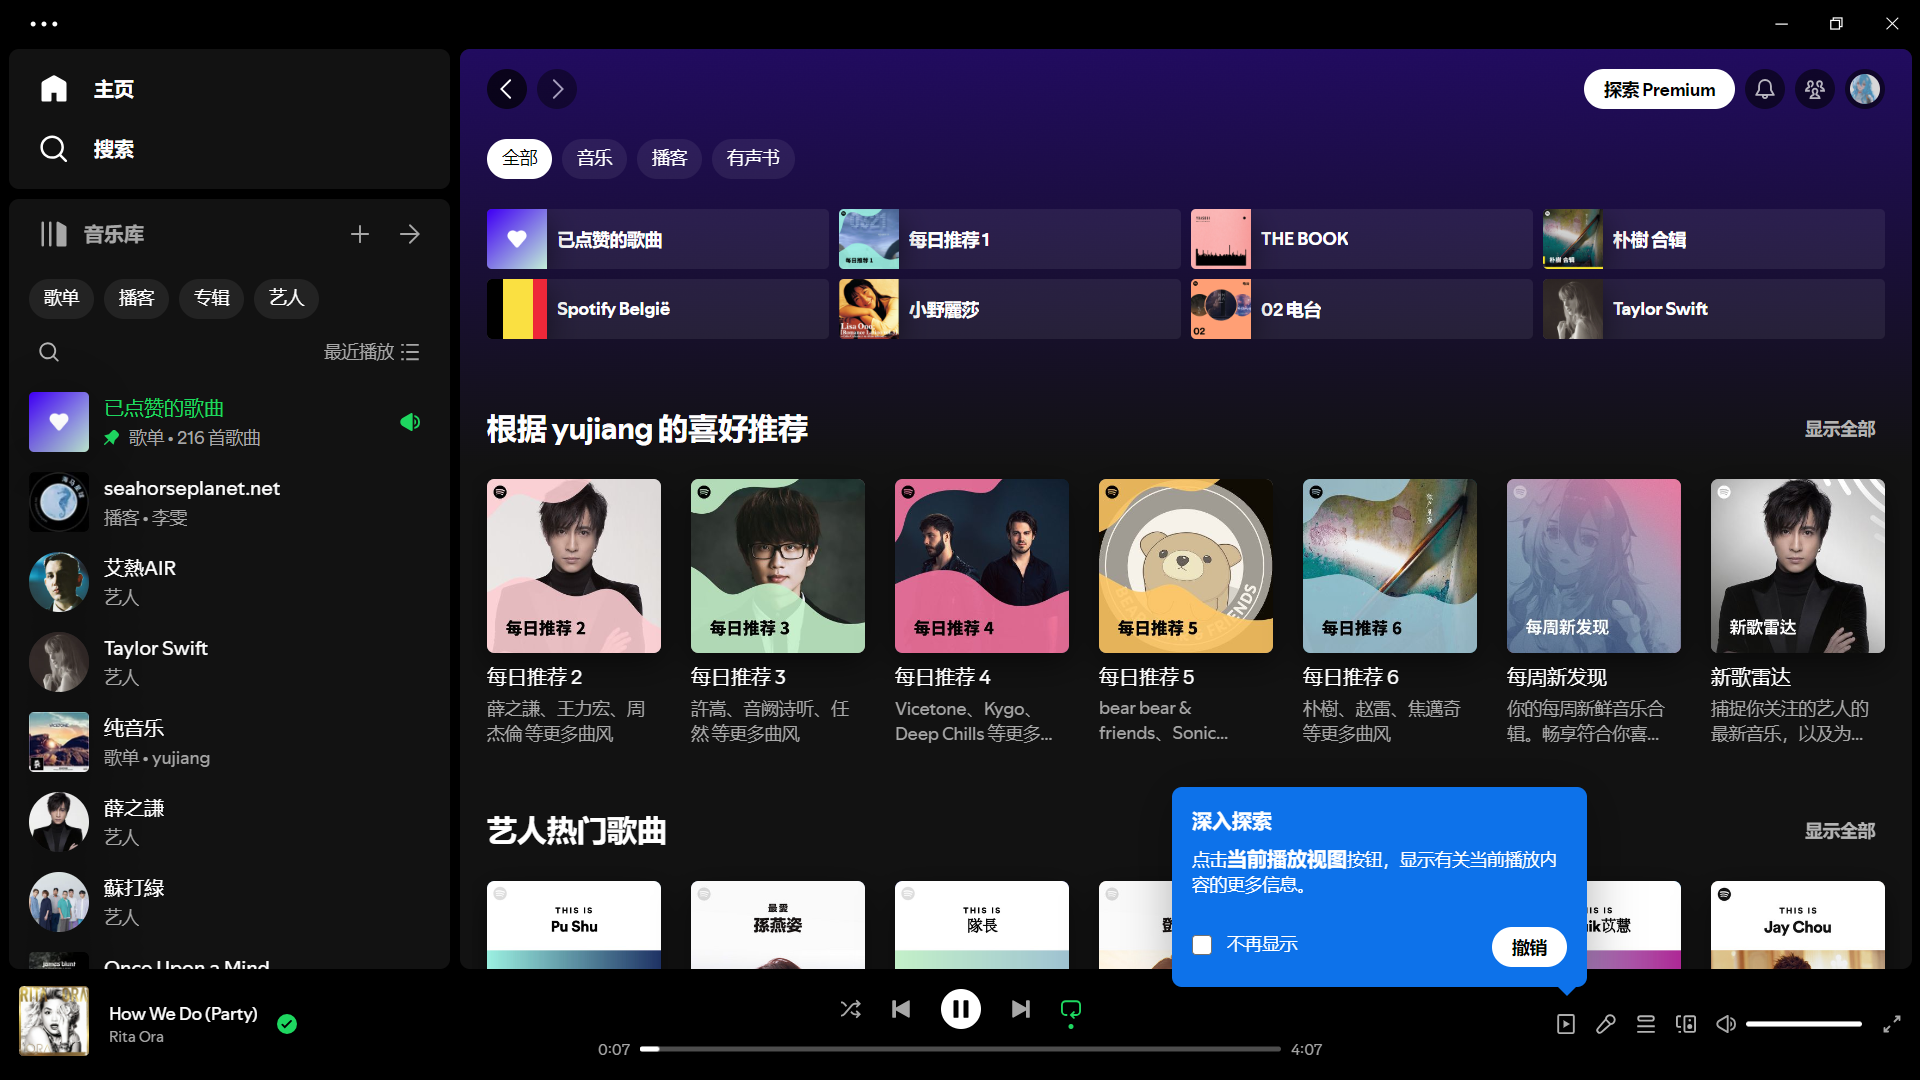 主页
搜索
音乐库
歌单
播客
专辑
艺人
最近播放
已点赞的歌曲
歌单 • 216 首歌曲
seahorseplanet.net
播客 • 李雯
艾熱AIR
艺人
Taylor Swift
艺人
纯音乐
歌单 • yujiang
薛之謙
艺人
蘇打綠
艺人
Once Upon a Mind
探索 Premium
全部
音乐
播客
有声书
已点赞的歌曲
每日推荐 1
每日推荐 1
THE BOOK
朴樹 合辑
朴樹 合辑
Spotify België
小野麗莎
02
02 电台
Taylor Swift
根据 yujiang 的喜好推荐
显示全部
每日推荐 2
每日推荐 3
每日推荐 4
每日推荐 5
每日推荐 6
每周新发现
新歌雷达
每日推荐 2
薛之謙、王力宏、周
杰倫 等更多曲风
每日推荐 3
許嵩、音阙诗听、任
然 等更多曲风
每日推荐 4
Vicetone、Kygo、
Deep Chills 等更多...
每日推荐 5
bear bear &
friends、Sonic...
每日推荐 6
朴樹、赵雷、焦邁奇
等更多曲风
每周新发现
你的每周新鲜音乐合
辑。畅享符合你喜...
新歌雷达
捕捉你关注的艺人的
最新音乐，以及为...
艺人热门歌曲
显示全部
THIS IS
Pu Shu
最爱
孫燕姿
THIS IS
隊長
THIS IS
Jay Chou
深入探索
点击当前播放视图按钮，显示有关当前播放内
容的更多信息。
不再显示
撤销
RITA ORA
How We Do (Party)
Rita Ora
0:07
4:07